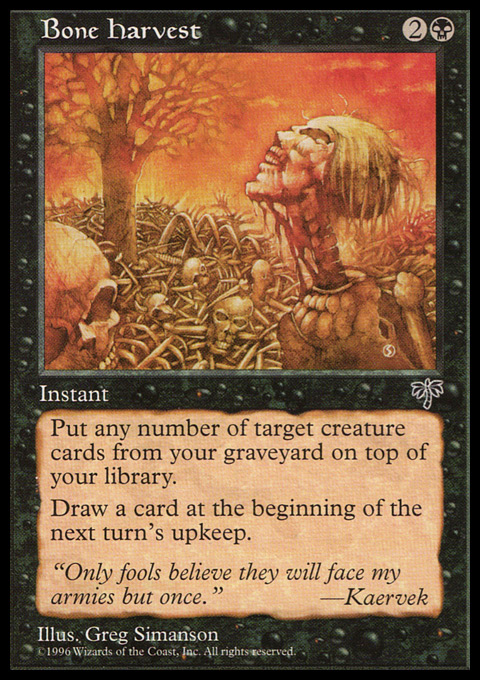 Bone Harvest 2
Instant
Put any number of target creature
cards from your graveyard on top of
your library.
Draw a card at the beginning of the
next turn's upkeep.
"Only fools believe they will face my
armies but once." —Kaervek
Illus. Greg Simanson
©1996 Wizards of the Coast, Inc. All rights reserved.